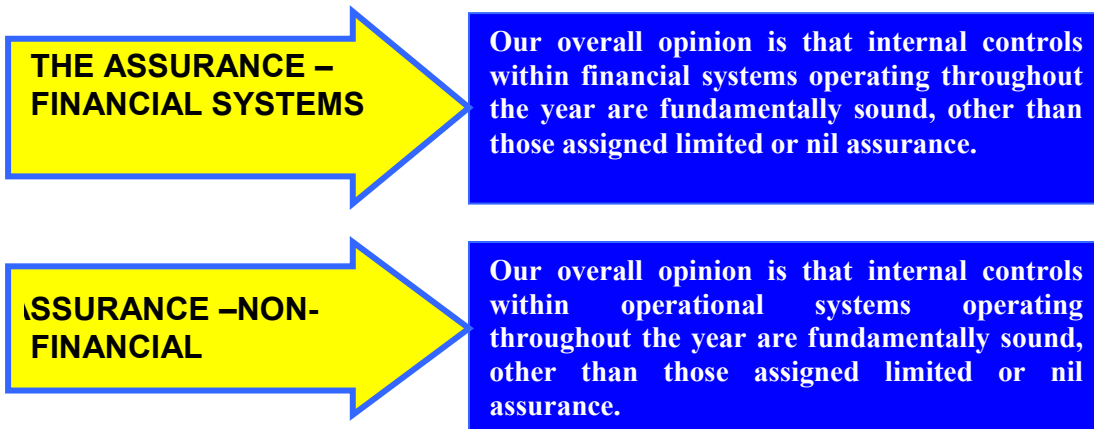 THE ASSURANCE –
FINANCIAL SYSTEMS
Our overall opinion is that internal controls
within financial systems operating throughout
the year are fundamentally sound, other than
those assigned limited or nil assurance.
ASSURANCE –NON-
FINANCIAL
Our overall opinion is that internal controls
within operational systems operating
throughout the year are fundamentally sound,
other than those assigned limited or nil
assurance.